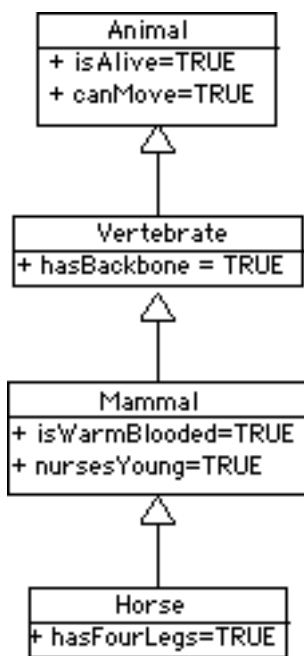 Animal
+ isAlive=TRUE
+ canMove=TRUE
Vertebrate
+ hasBackbone = TRUE
Mammal
+ isWarmBlooded=TRUE
+ nursesYoung=TRUE
Horse
+ hasFourLegs=TRUE